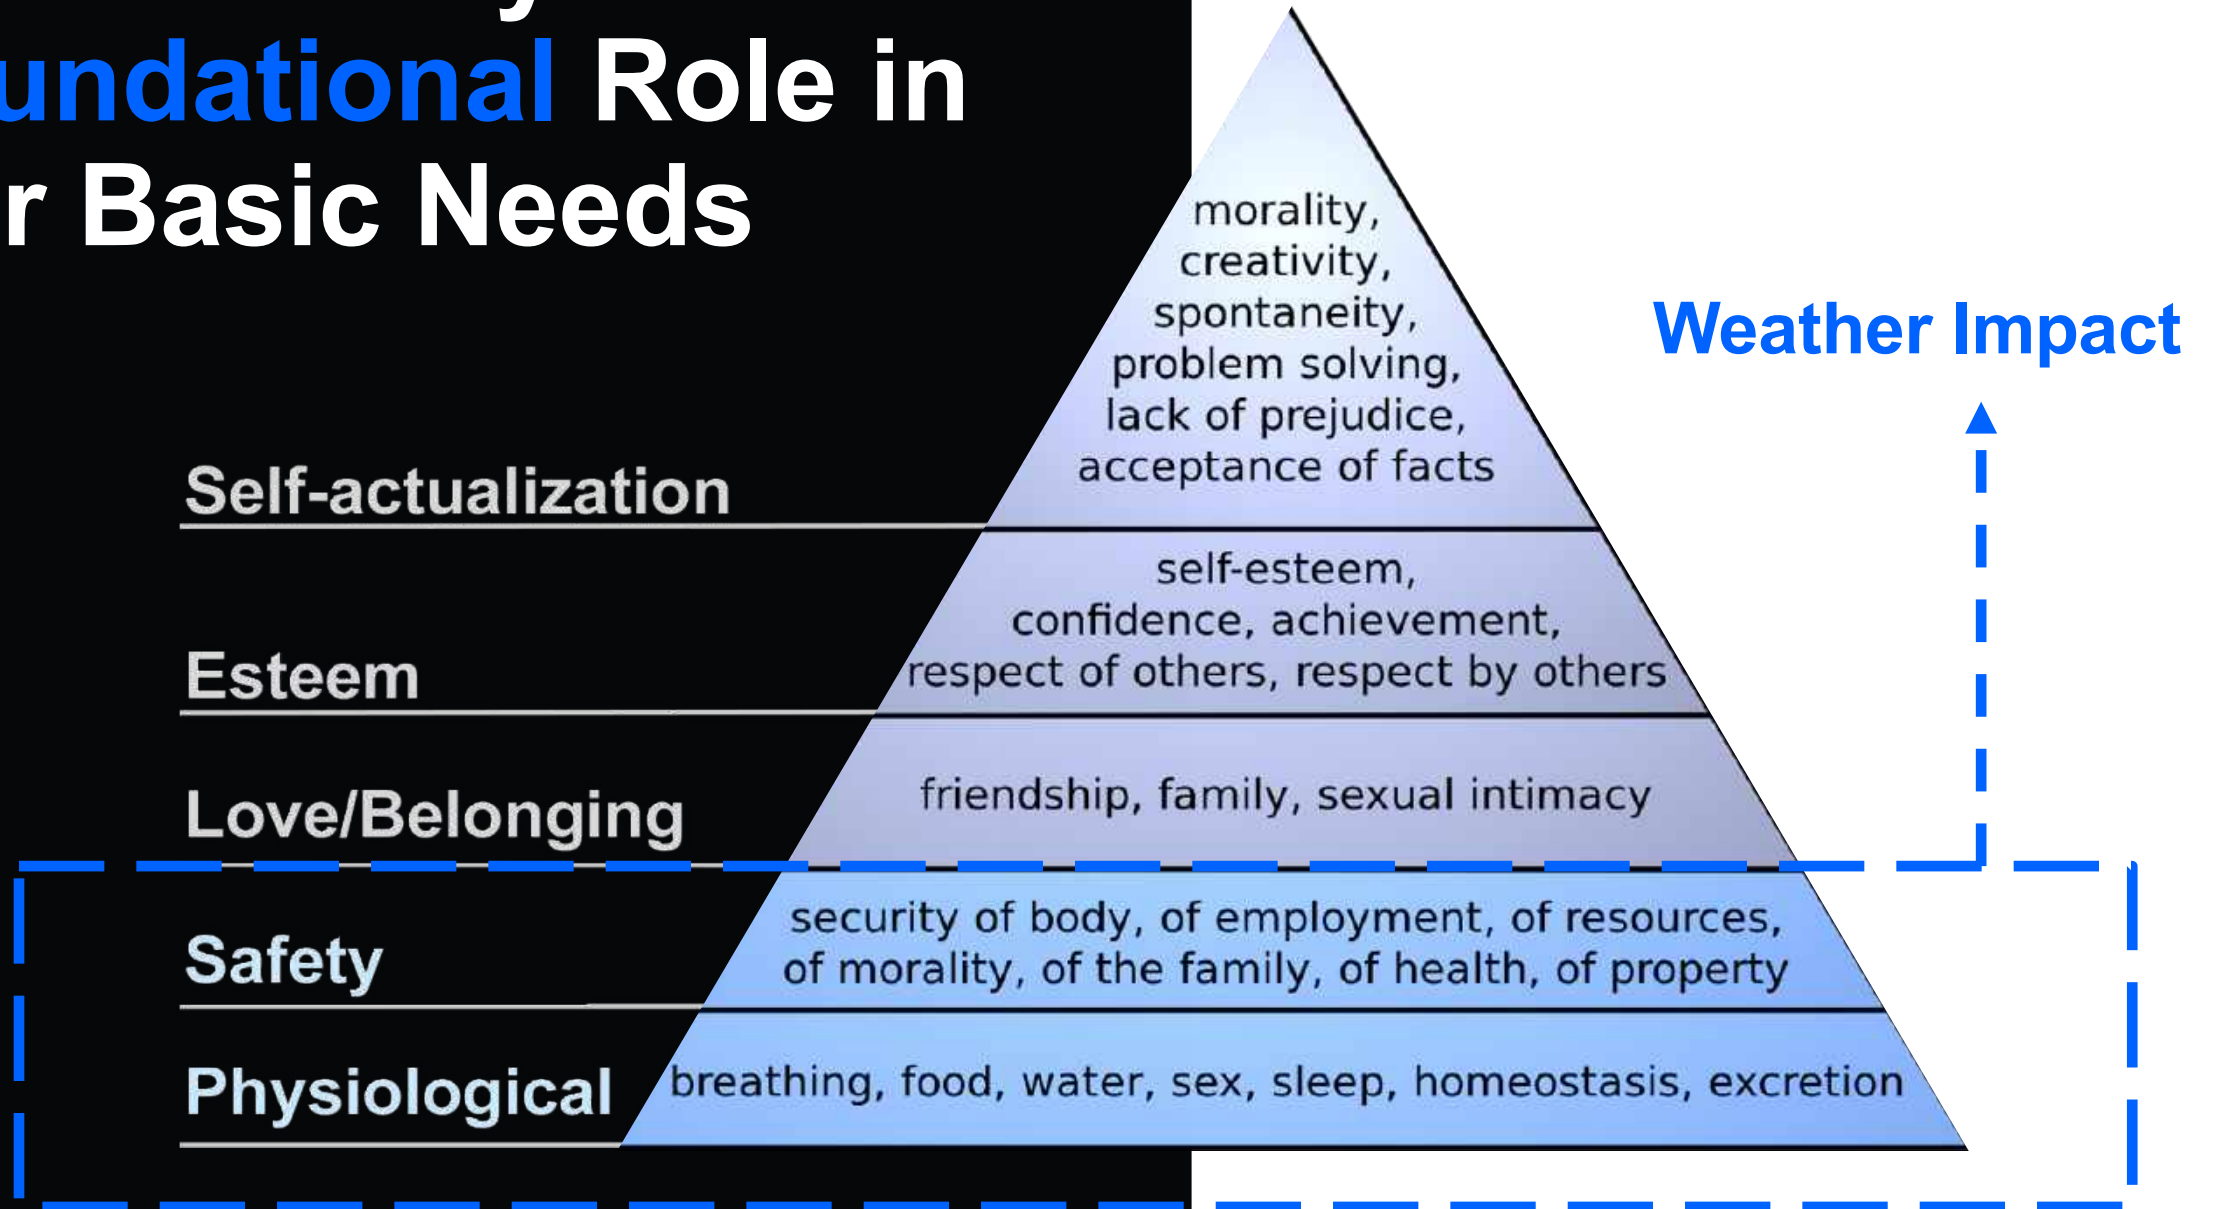 undational Role in
r Basic Needs
morality,
creativity,
spontaneity,
problem solving,
lack of prejudice,
acceptance of facts
Weather Impact
Self-actualization
self-esteem,
confidence, achievement,
respect of others, respect by others
Esteem
friendship, family, sexual intimacy
Love/Belonging
security of body, of employment, of resources,
of morality, of the family, of health, of property
Safety
breathing, food, water, sex, sleep, homeostasis, excretion
Physiological